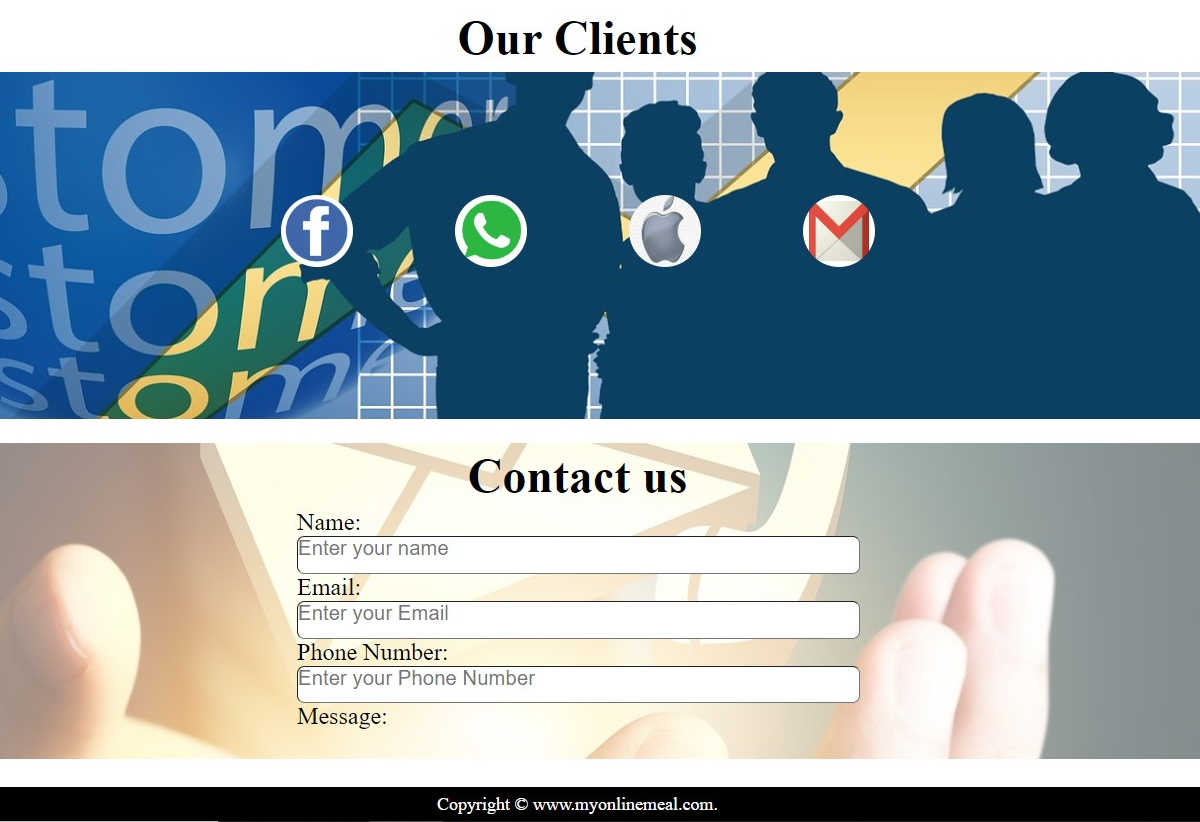 Our Clients
tomer
stom
stome
f
Contact us
Name:
Enter your name
Email:
Enter your Email
Phone Number:
Enter your Phone Number
Message:
Copyright © www.myonlinemeal.com.